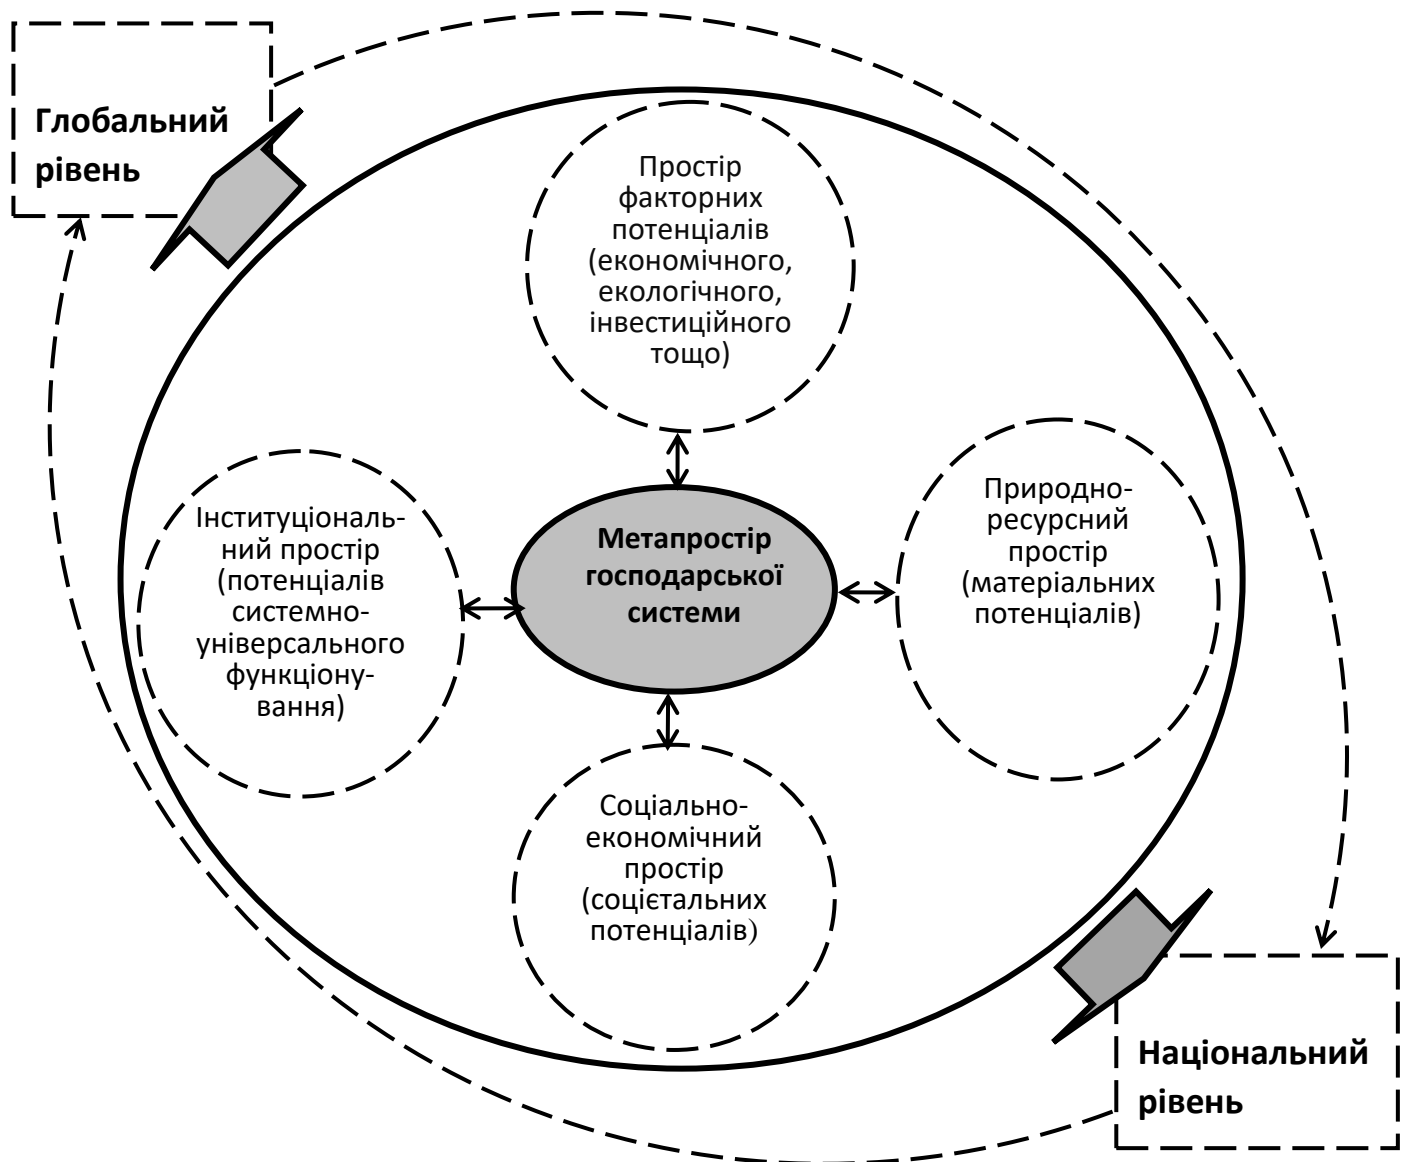 Глобальний
рівень
Простір
факторних
потенціалів
(економічного,
екологічного,
інвестиційного
тощо)
Інституціональ-
ний простір
(потенціалів
системно-
універсального
функціону-
вання)
Метапростір
господарської
системи
Природно-
ресурсний
простір
(матеріальних
потенціалів)
Соціально-
економічний
простір
(соцієтальних
потенціалів)
Національний
рівень